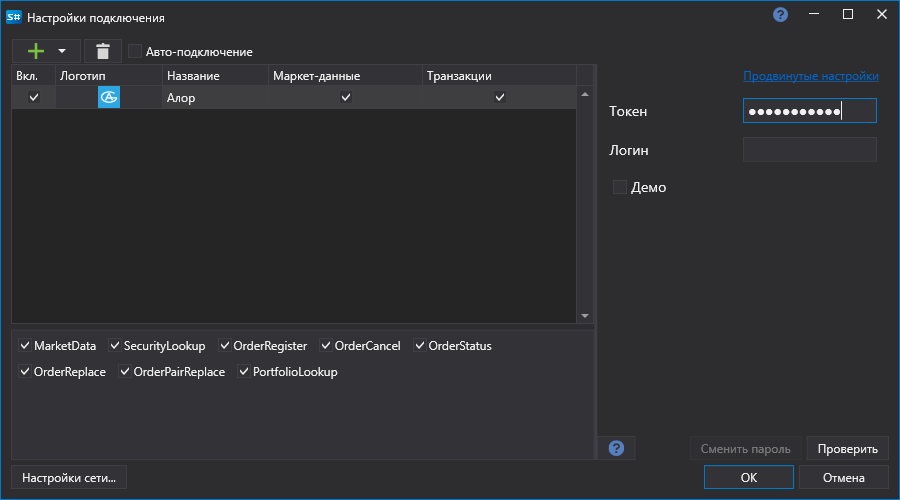 S# Настройки подключения ?
Авто-подключение
Вкл. Логотип Название Маркет-данные Транзакции
Алор
Продвинутые настройки
Токен
Логин
Демо
MarketData SecurityLookup OrderRegister OrderCancel OrderStatus
OrderReplace OrderPairReplace PortfolioLookup
? Сменить пароль Проверить
Настройки сети... OK Отмена